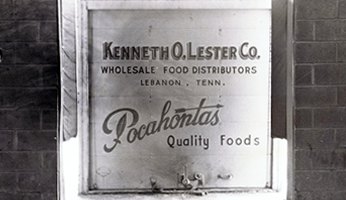 KENNETH O. LESTER CO.
WHOLESALE FOOD DISTRIBUTORS
LEBANON, TENN.
Pocahontas
Quality Foods